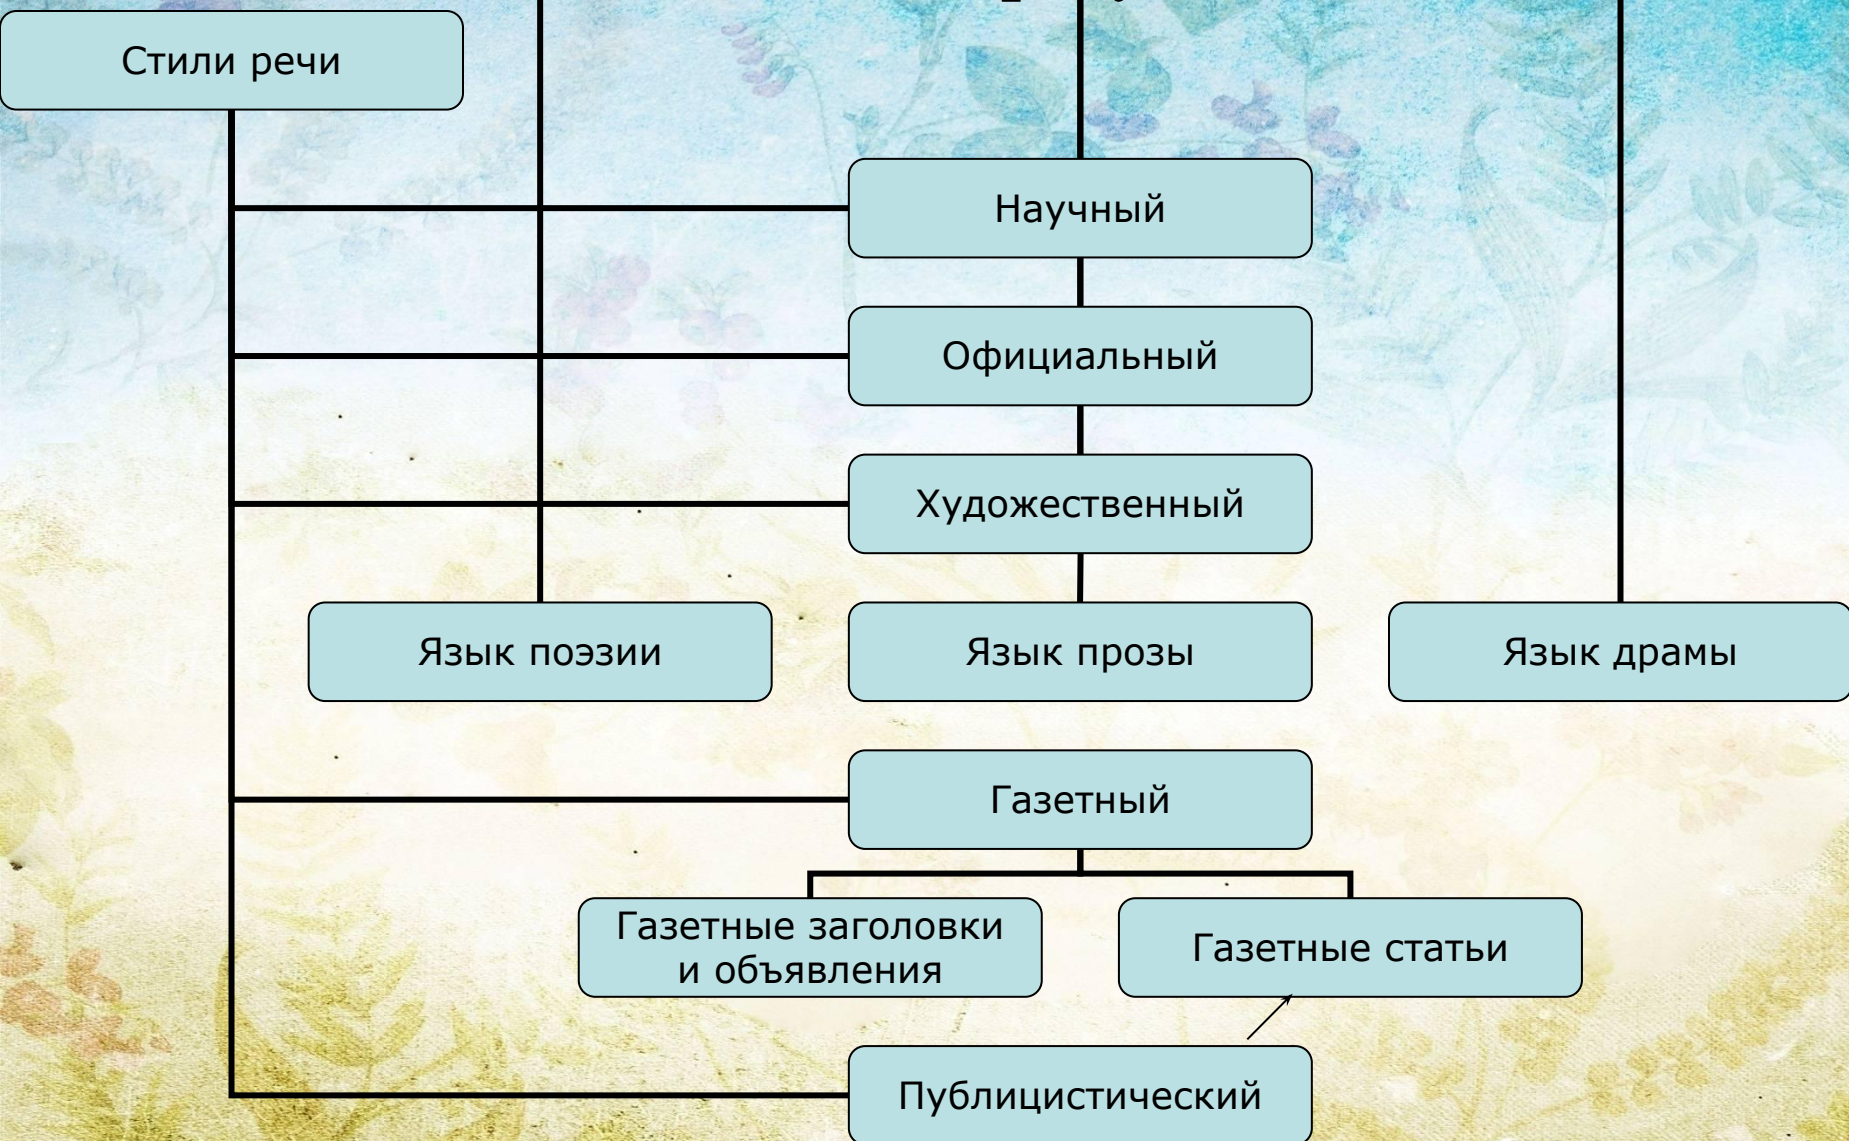 Стили речи
Научный
Официальный
Художественный
Язык поэзии
Язык прозы
Язык драмы
Газетный
Газетные заголовки
и объявления
Газетные статьи
Публицистический